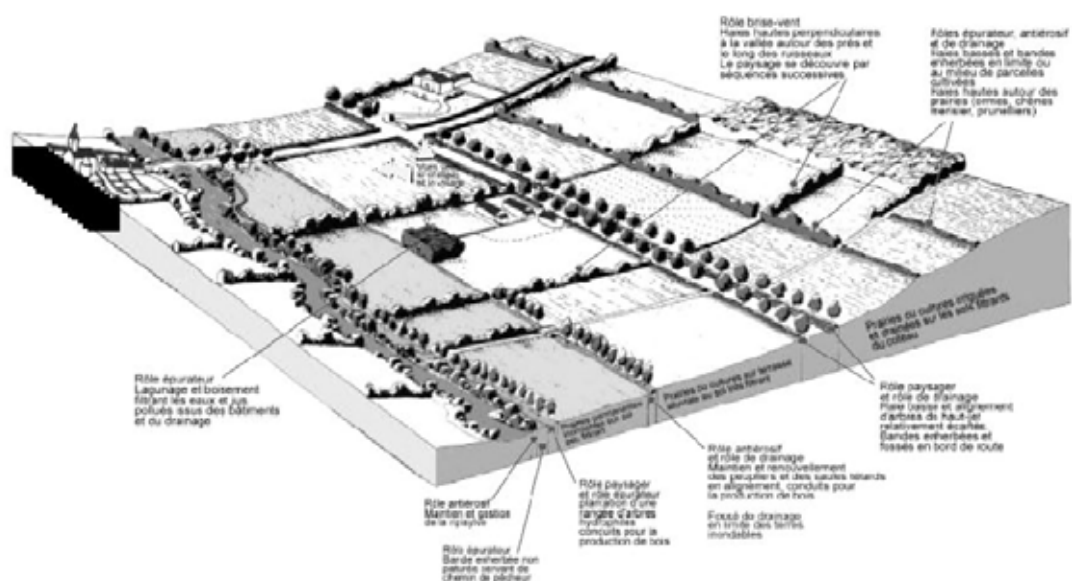 Rôle brise-vent
Haies hautes perpendiculaires
à la vallée autour des prés et
le long des ruisseaux
Le paysage se découvre par
séquences successives
Rôles épurateur, antiérosif
et de drainage
Haies basses et bandes
enherbées en limite ou
au milieu de parcelles
cultivées
Haies hautes autour des
prairies (ormes, chênes
merisier, prunelliers)
Rôle épurateur
Lagunage et boisement
filtrant les eaux et jus
pollués issus des bâtiments
et du drainage
Prairies ou cultures irriguées
et drainées sur les sols filtrants
du coteau
Prairies ou cultures sur terrasse
au sol très filtrant
Prairies permanentes
inondables sur sol
filtrant
Rôle paysager
et rôle de drainage
Haie basse et alignement
d'arbres de haut-jet
relativement écartés.
Bandes enherbées et
fossés en bord de route
Rôle antiérosif
et rôle de drainage
Maintien et renouvellement
des peupliers et des saules têtards
en alignement, conduits pour
la production de bois
Fossé de drainage
en limite des terres
inondables
Rôle paysager
et rôle épurateur
plantation d'une
rangée d'arbres
hydrophiles
conduits pour la
production de bois
Rôle antiérosif
Maintien et gestion
de la ripisylve
Rôle épurateur
Bande enherbée non
paturée servant de
chemin de pêcheur